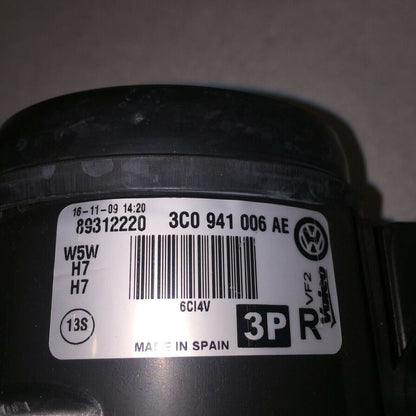 16-11-09 14:20
89312220 3C0 941 006 AE
W5W
H7
H7
6CI4V
13S
3P R
VF2
Valeo
MADE IN SPAIN